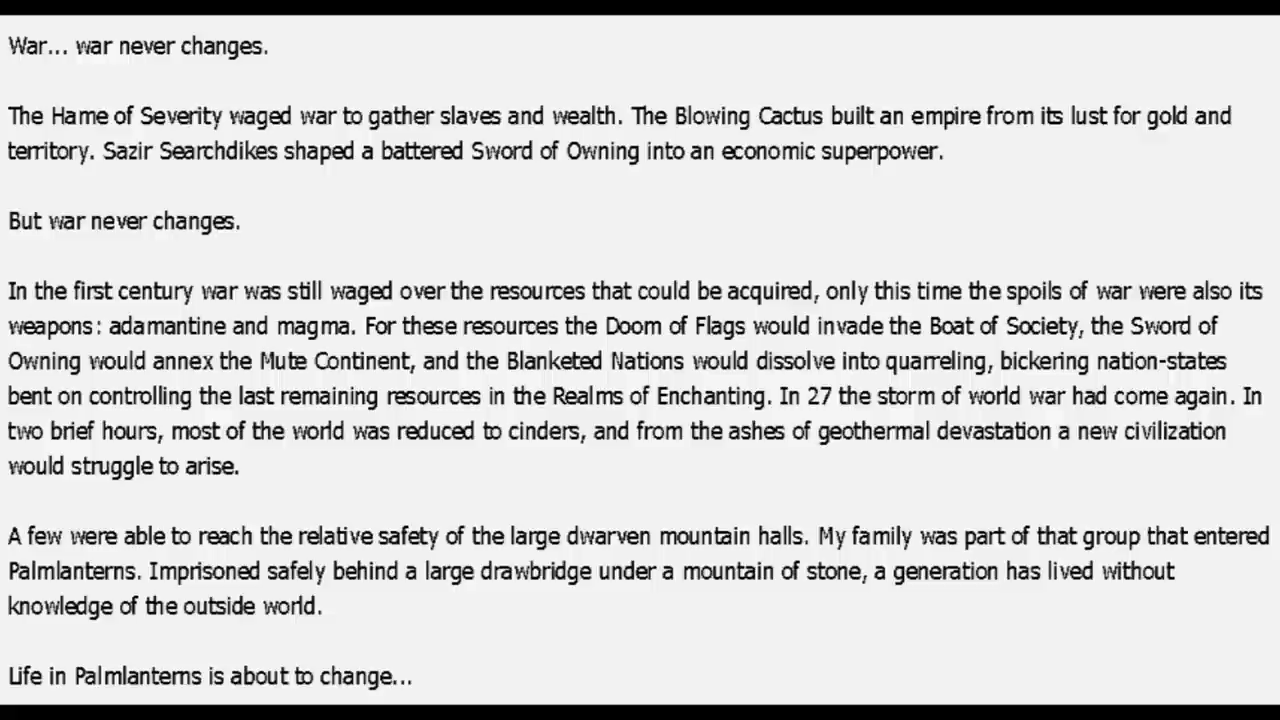 War... war never changes.
The Hame of Severity waged war to gather slaves and wealth. The Blowing Cactus built an empire from its lust for gold and
territory. Sazir Searchdikes shaped a battered Sword of Owning into an economic superpower.
But war never changes.
In the first century war was still waged over the resources that could be acquired, only this time the spoils of war were also its
weapons: adamantine and magma. For these resources the Doom of Flags would invade the Boat of Society, the Sword of
Owning would annex the Mute Continent, and the Blanketed Nations would dissolve into quarreling, bickering nation-states
bent on controlling the last remaining resources in the Realms of Enchanting. In 27 the storm of world war had come again. In
two brief hours, most of the world was reduced to cinders, and from the ashes of geothermal devastation a new civilization
would struggle to arise.
A few were able to reach the relative safety of the large dwarven mountain halls. My family was part of that group that entered
Palmlanterns. Imprisoned safely behind a large drawbridge under a mountain of stone, a generation has lived without
knowledge of the outside world.
Life in Palmlanterns is about to change...